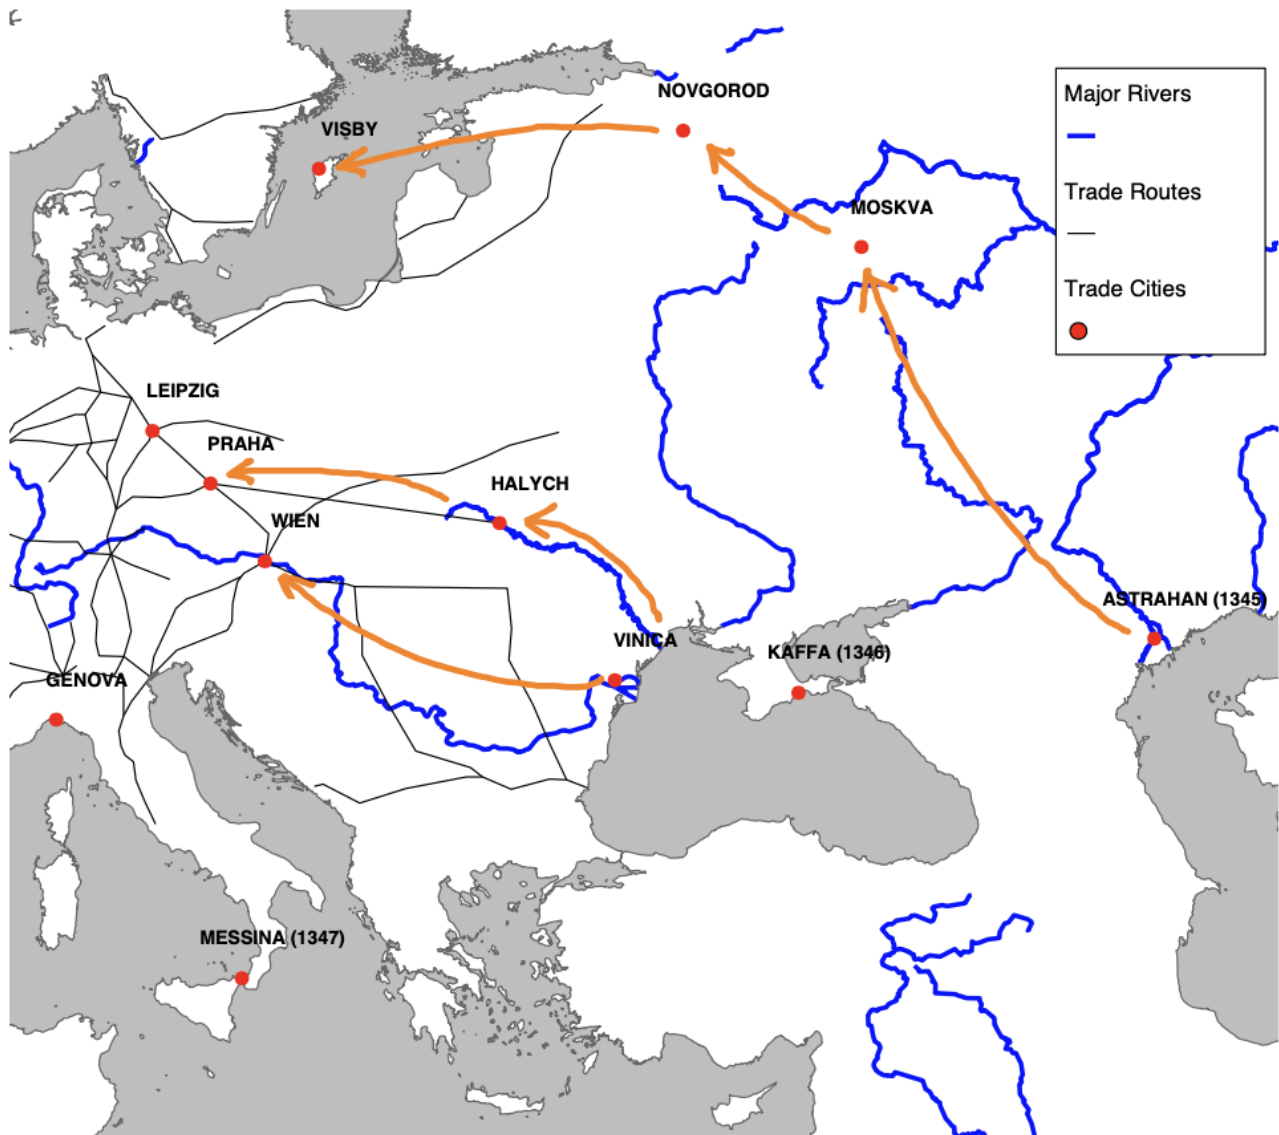 NOVGOROD
VISBY
MOSKVA
Major Rivers
Trade Routes
Trade Cities
LEIPZIG
PRAHA
HALYCH
WIEN
VINICA
ASTRAHAN (1345)
KAFFA (1346)
GENOVA
MESSINA (1347)